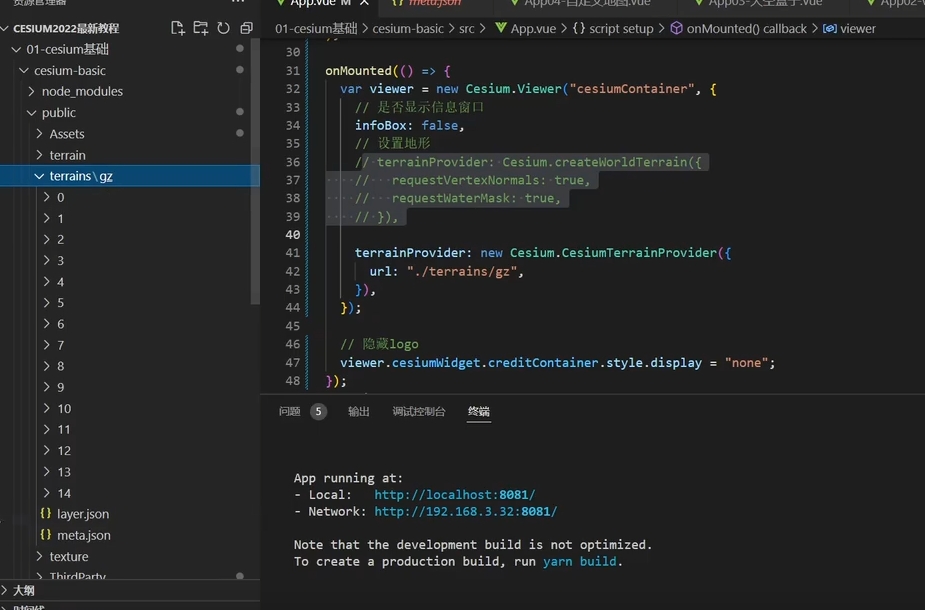 资源管理器
CESIUM2022最新教程
01-cesium基础
cesium-basic
node_modules
public
Assets
terrain
terrains\gz
0
1
2
3
4
5
6
7
8
9
10
11
12
13
14
layer.json
meta.json
texture
ThirdParty
大纲
时间线
App.vue M
meta.json
App04-自定义地图.vue
App03-天空盒子.vue
01-cesium基础 > cesium-basic > src > App.vue > {} script setup > onMounted() callback > viewer
30
31 onMounted(() => {
32 var viewer = new Cesium.Viewer("cesiumContainer", {
33 // 是否显示信息窗口
34 infoBox: false,
35 // 设置地形
36 // terrainProvider: Cesium.createWorldTerrain({
37 // requestVertexNormals: true,
38 // requestWaterMask: true,
39 // }),
40
41 terrainProvider: new Cesium.CesiumTerrainProvider({
42 url: "./terrains/gz",
43 }),
44 });
45
46 // 隐藏logo
47 viewer.cesiumWidget.creditContainer.style.display = "none";
48 });
问题 5 输出 调试控制台 终端
App running at:
- Local: http://localhost:8081/
- Network: http://192.168.3.32:8081/
Note that the development build is not optimized.
To create a production build, run yarn build.